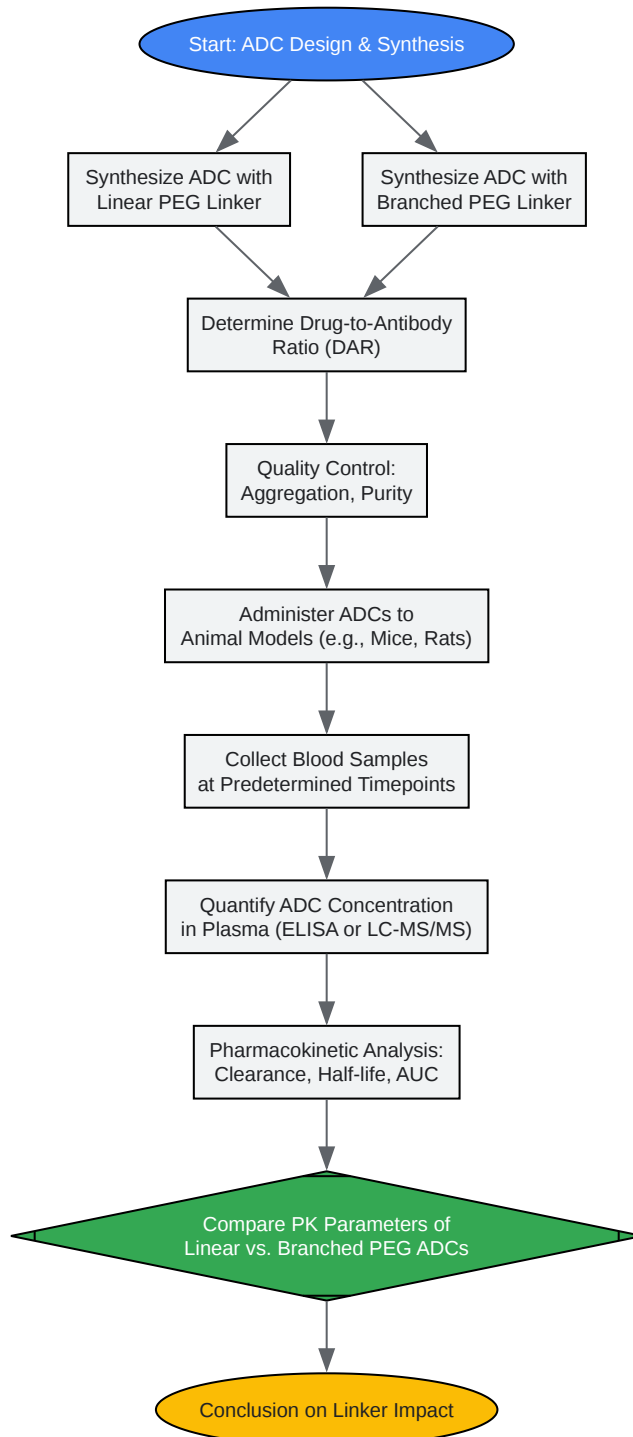 Start: ADC Design & Synthesis
Synthesize ADC with
Linear PEG Linker
Synthesize ADC with
Branched PEG Linker
Determine Drug-to-Antibody
Ratio (DAR)
Quality Control:
Aggregation, Purity
Administer ADCs to
Animal Models (e.g., Mice, Rats)
Collect Blood Samples
at Predetermined Timepoints
Quantify ADC Concentration
in Plasma (ELISA or LC-MS/MS)
Pharmacokinetic Analysis:
Clearance, Half-life, AUC
Compare PK Parameters of
Linear vs. Branched PEG ADCs
Conclusion on Linker Impact